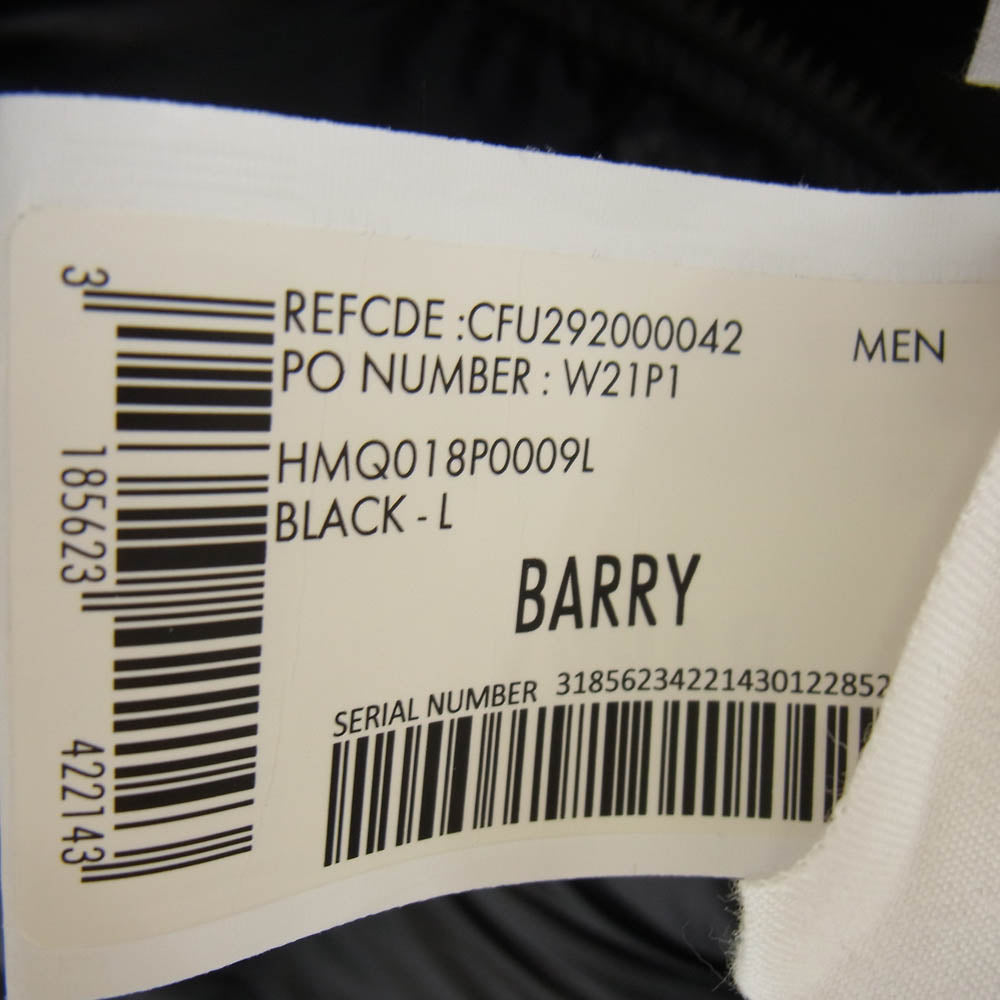 REFCDE :CFU292000042
MEN
PO NUMBER : W21P1
HMQ018P0009L
BLACK - L
BARRY
SERIAL NUMBER 31856234221430122852
3 185623 422143